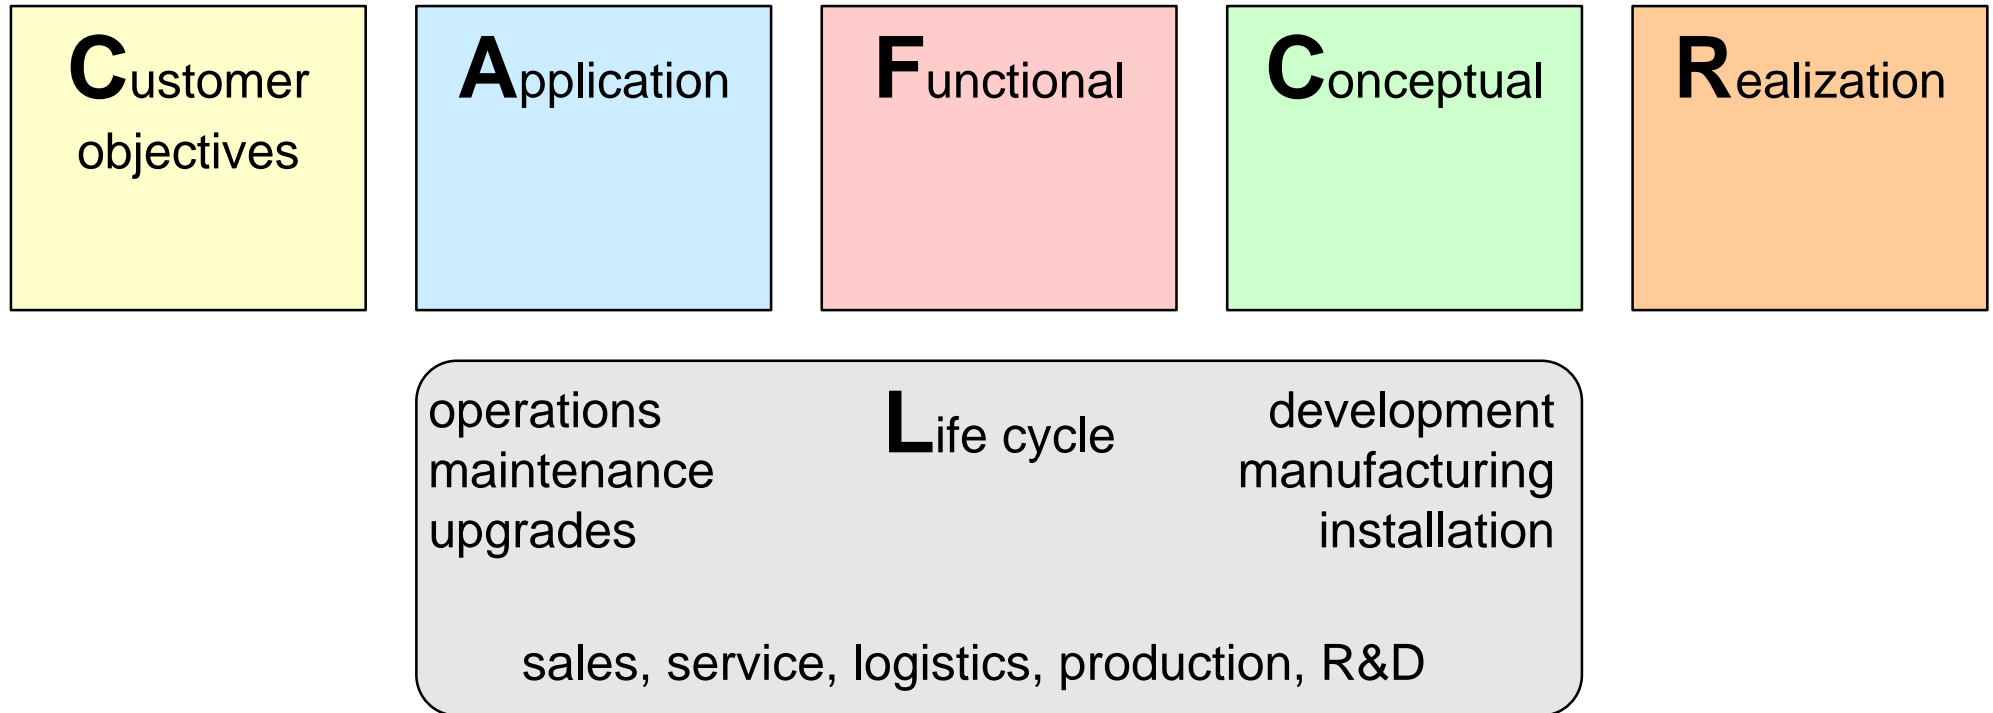 Customer
objectives
Application
Functional
Conceptual
Realization
operations
maintenance
upgrades
Life cycle
development
manufacturing
installation
sales, service, logistics, production, R&D